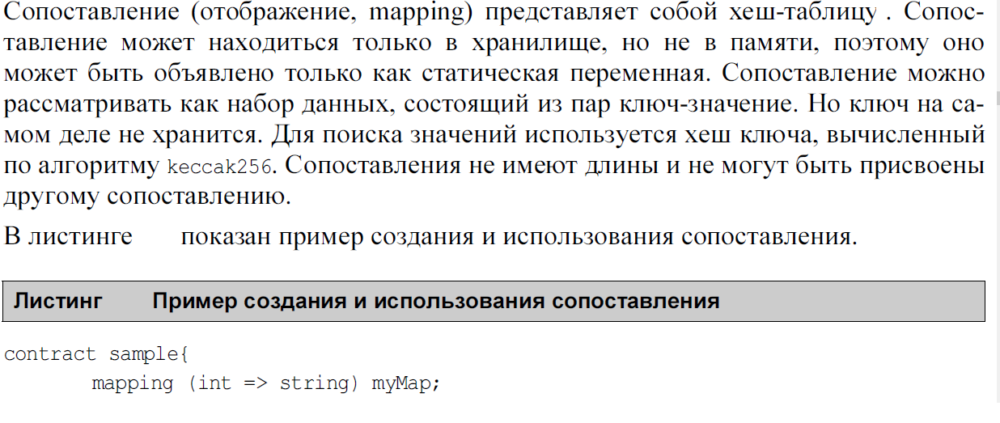 Сопоставление (отображение, mapping) представляет собой хеш-таблицу . Сопос-
тавление может находиться только в хранилище, но не в памяти, поэтому оно
может быть объявлено только как статическая переменная. Сопоставление можно
рассматривать как набор данных, состоящий из пар ключ-значение. Но ключ на са-
мом деле не хранится. Для поиска значений используется хеш ключа, вычисленный
по алгоритму keccak256. Сопоставления не имеют длины и не могут быть присвоены
другому сопоставлению.
В листинге показан пример создания и использования сопоставления.
Листинг Пример создания и использования сопоставления
contract sample{
mapping (int => string) myMap;